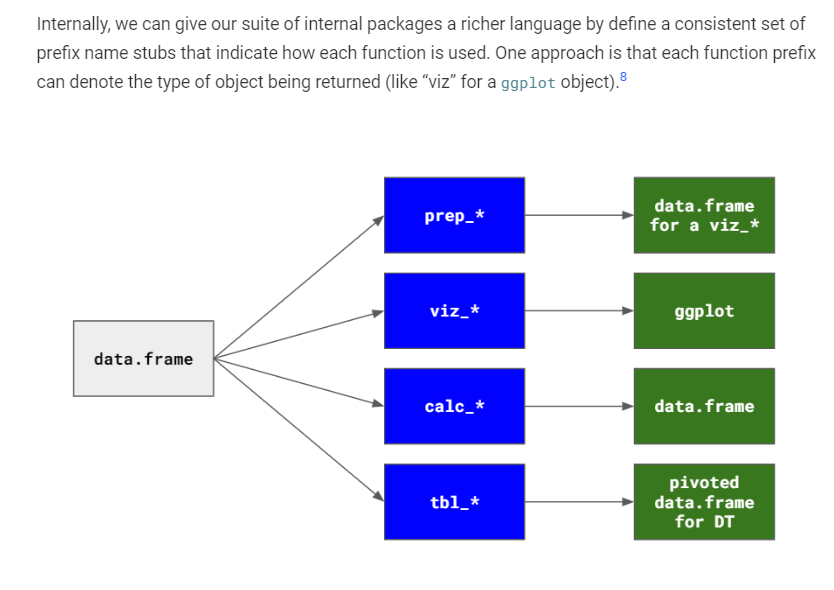 Internally, we can give our suite of internal packages a richer language by define a consistent set of
prefix name stubs that indicate how each function is used. One approach is that each function prefix
can denote the type of object being returned (like “viz” for a ggplot object).8
prep_*
data.frame
for a viz_*
viz_*
ggplot
data.frame
calc_*
data.frame
tbl_*
pivoted
data.frame
for DT